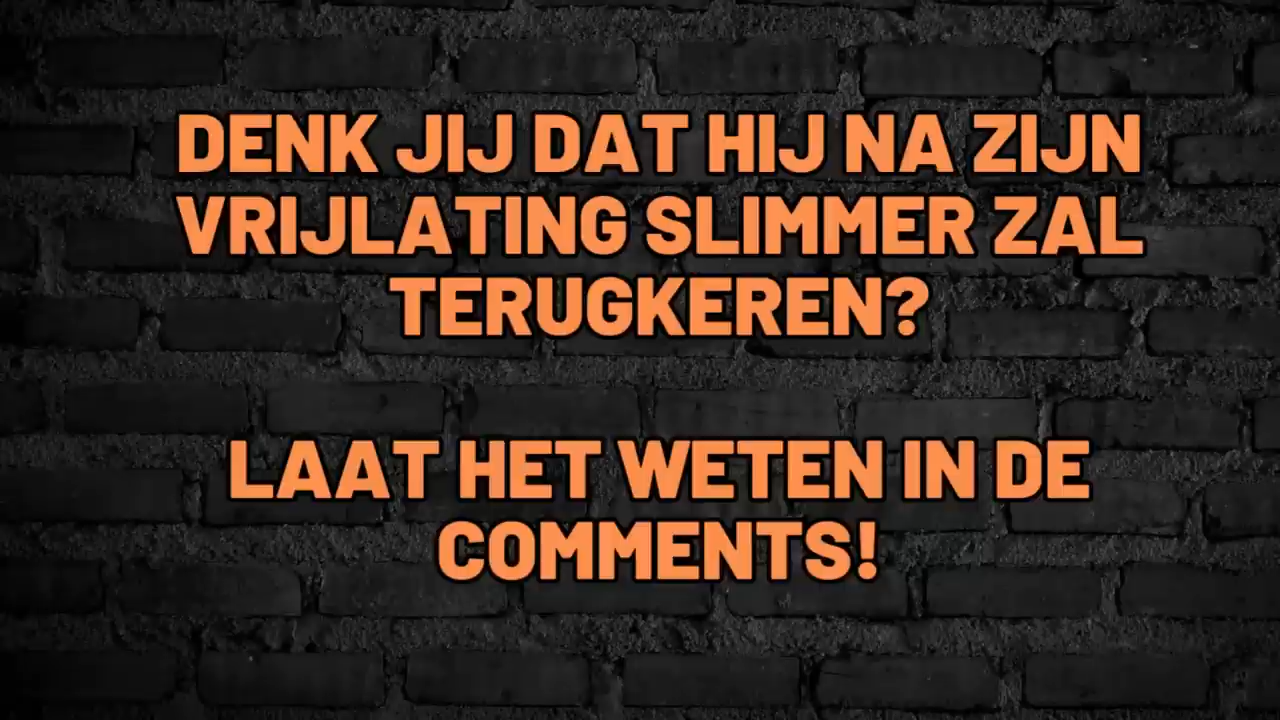 DENK JIJ DAT HIJ NA ZIJN
VRIJLATING SLIMMER ZAL
TERUGKEREN?
LAAT HET WETEN IN DE
COMMENTS!